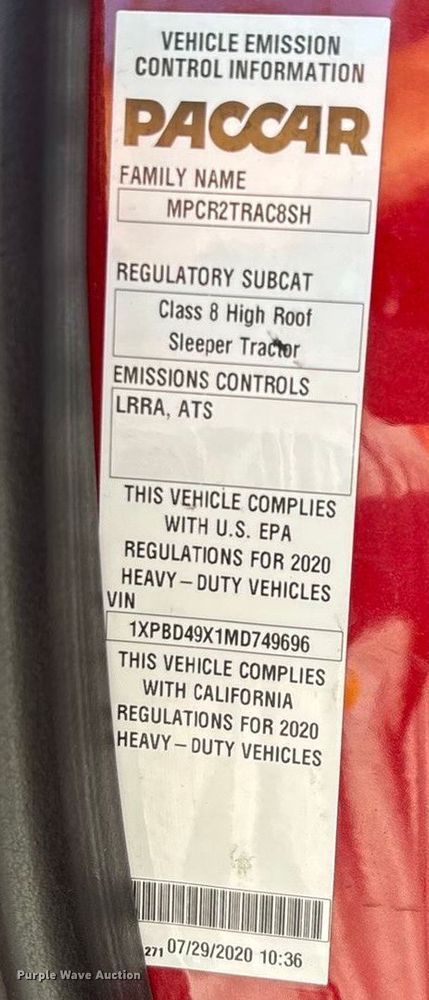 VEHICLE EMISSION
CONTROL INFORMATION
PACCAR
FAMILY NAME
MPCR2TRAC8SH
REGULATORY SUBCAT
Class 8 High Roof
Sleeper Tractor
EMISSIONS CONTROLS
LRRA, ATS
THIS VEHICLE COMPLIES
WITH U.S. EPA
REGULATIONS FOR 2020
HEAVY – DUTY VEHICLES
VIN
1XPBD49X1MD749696
THIS VEHICLE COMPLIES
WITH CALIFORNIA
REGULATIONS FOR 2020
HEAVY – DUTY VEHICLES
271 07/29/2020 10:36
Purple Wave Auction